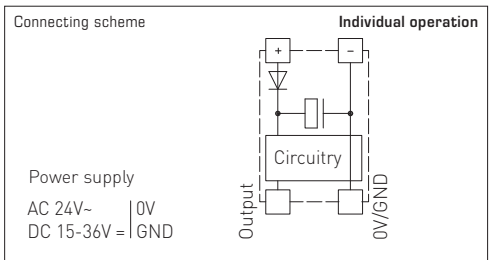 Connecting scheme
Individual operation
+ −
Circuitry
Power supply
AC 24V~ 0V
DC 15-36V = GND
Output
0V/GND